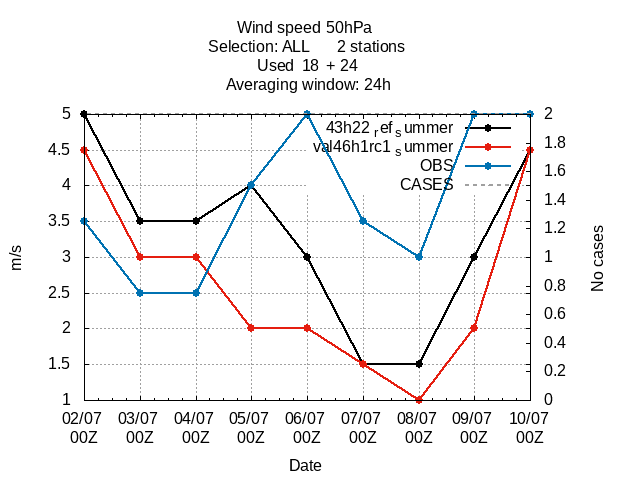 Wind speed 50hPa
Selection: ALL 2 stations
Used 18 + 24
Averaging window: 24h
5
4.5
4
3.5
3
2.5
2
1.5
1
m/s
2
1.8
1.6
1.4
1.2
1
0.8
0.6
0.4
0.2
0
No cases
43h22 refs ummer
val46h1rc1 s ummer
OBS
CASES
02/07 03/07 04/07 05/07 06/07 07/07 08/07 09/07 10/07
00Z 00Z 00Z 00Z 00Z 00Z 00Z 00Z 00Z
Date